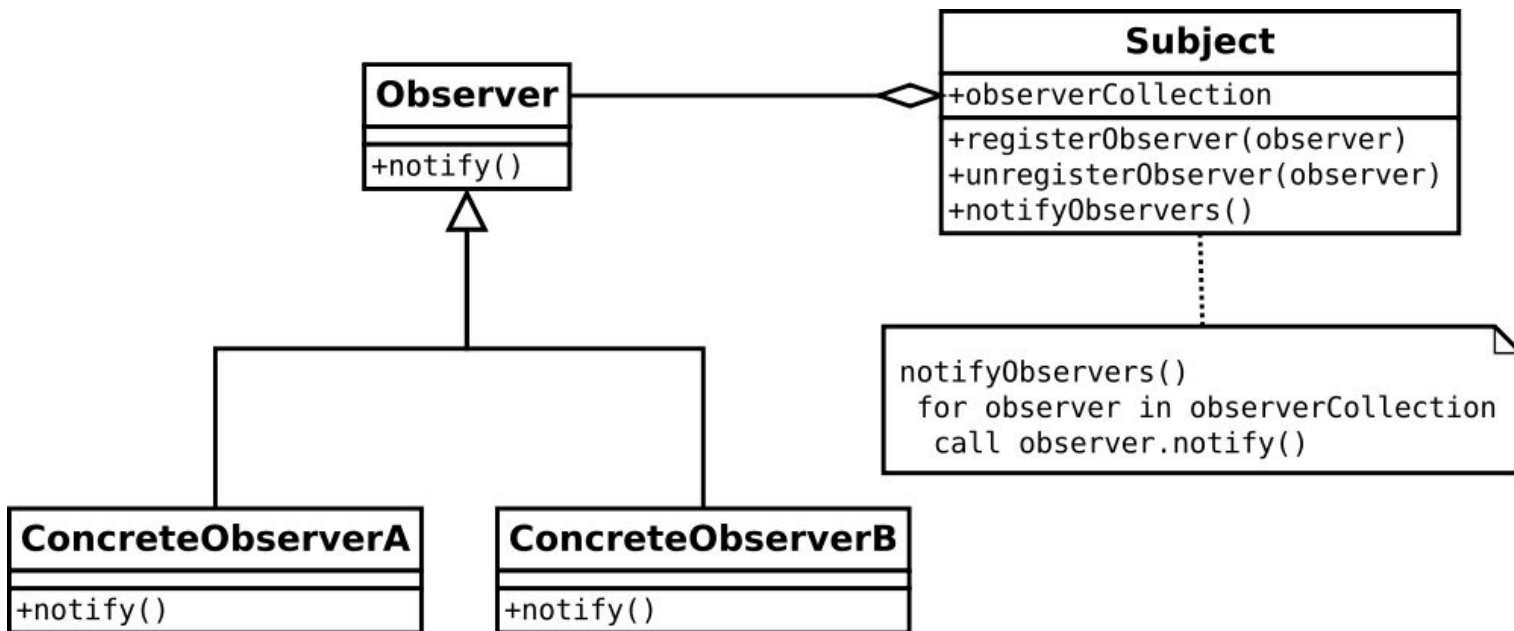 Subject
+observerCollection
+registerObserver(observer)
+unregisterObserver(observer)
+notifyObservers()
Observer
+notify()
notifyObservers()
for observer in observerCollection
call observer.notify()
ConcreteObserverA
+notify()
ConcreteObserverB
+notify()